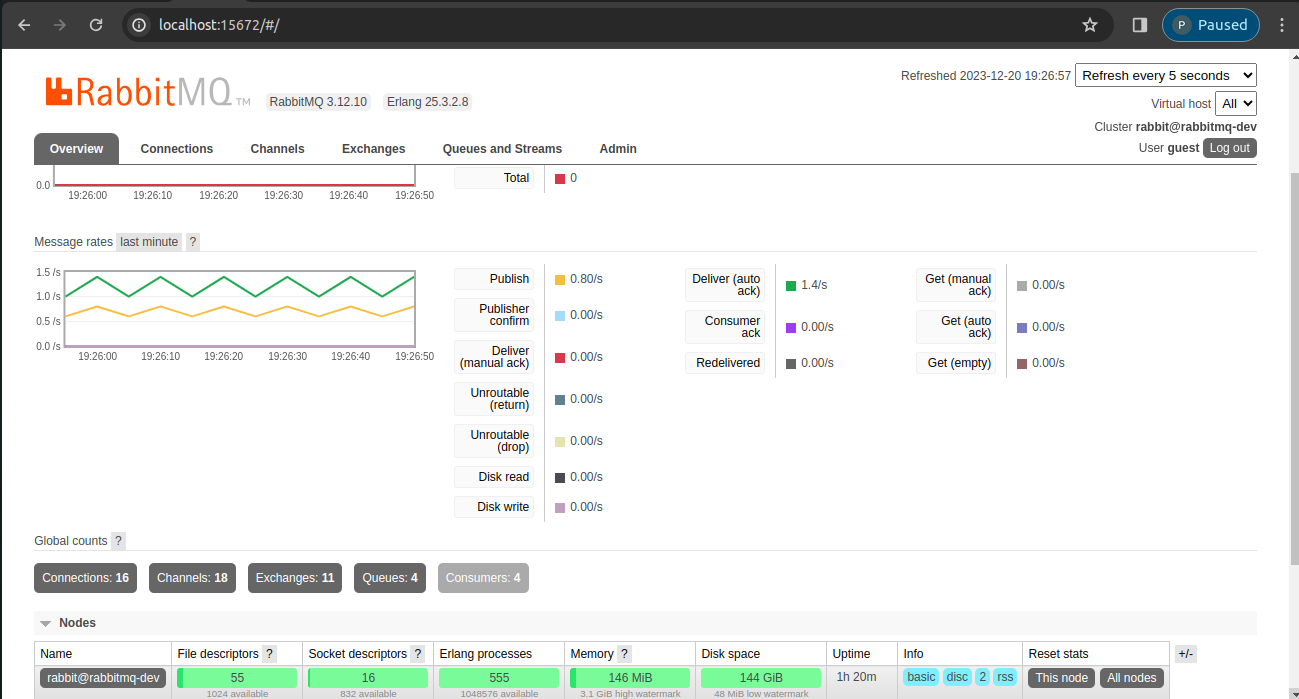 localhost:15672/#/
P Paused
RabbitMQ TM
RabbitMQ 3.12.10 Erlang 25.3.2.8
Refreshed 2023-12-20 19:26:57 Refresh every 5 seconds
Virtual host All
Cluster rabbit@rabbitmq-dev
User guest Log out
Overview Connections Channels Exchanges Queues and Streams Admin
0.0
19:26:00 19:26:10 19:26:20 19:26:30 19:26:40 19:26:50
Total 0
Message rates last minute ?
1.5 /s
1.0 /s
0.5 /s
0.0 /s
19:26:00 19:26:10 19:26:20 19:26:30 19:26:40 19:26:50
Publish 0.80/s
Publisher
confirm 0.00/s
Deliver
(manual ack) 0.00/s
Unroutable
(return) 0.00/s
Unroutable
(drop) 0.00/s
Disk read 0.00/s
Disk write 0.00/s
Deliver (auto
ack) 1.4/s
Consumer
ack 0.00/s
Redelivered 0.00/s
Get (manual
ack) 0.00/s
Get (auto
ack) 0.00/s
Get (empty) 0.00/s
Global counts ?
Connections: 16 Channels: 18 Exchanges: 11 Queues: 4 Consumers: 4
Nodes
Name File descriptors ? Socket descriptors ? Erlang processes Memory ? Disk space Uptime Info Reset stats +/-
rabbit@rabbitmq-dev 55 16 555 146 MiB 144 GiB 1h 20m basic disc 2 rss This node All nodes
1024 available 832 available 1048576 available 3.1 GiB high watermark 48 MiB low watermark